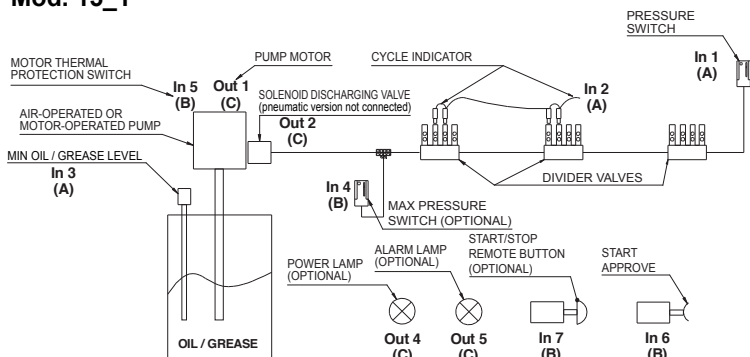 Mod. 15_1
PRESSURE
SWITCH
In 1
(A)
MOTOR THERMAL
PROTECTION SWITCH
In 5
(B)
Out 1
(C)
PUMP MOTOR
CYCLE INDICATOR
In 2
(A)
SOLENOID DISCHARGING VALVE
(pneumatic version not connected)
Out 2
(C)
AIR-OPERATED OR
MOTOR-OPERATED PUMP
MIN OIL / GREASE LEVEL
In 3
(A)
DIVIDER VALVES
In 4
(B)
MAX PRESSURE
SWITCH (OPTIONAL)
POWER LAMP
(OPTIONAL)
ALARM LAMP
(OPTIONAL)
START/STOP
REMOTE BUTTON
(OPTIONAL)
START
APPROVE
OIL / GREASE
Out 4
(C)
Out 5
(C)
In 7
(B)
In 6
(B)